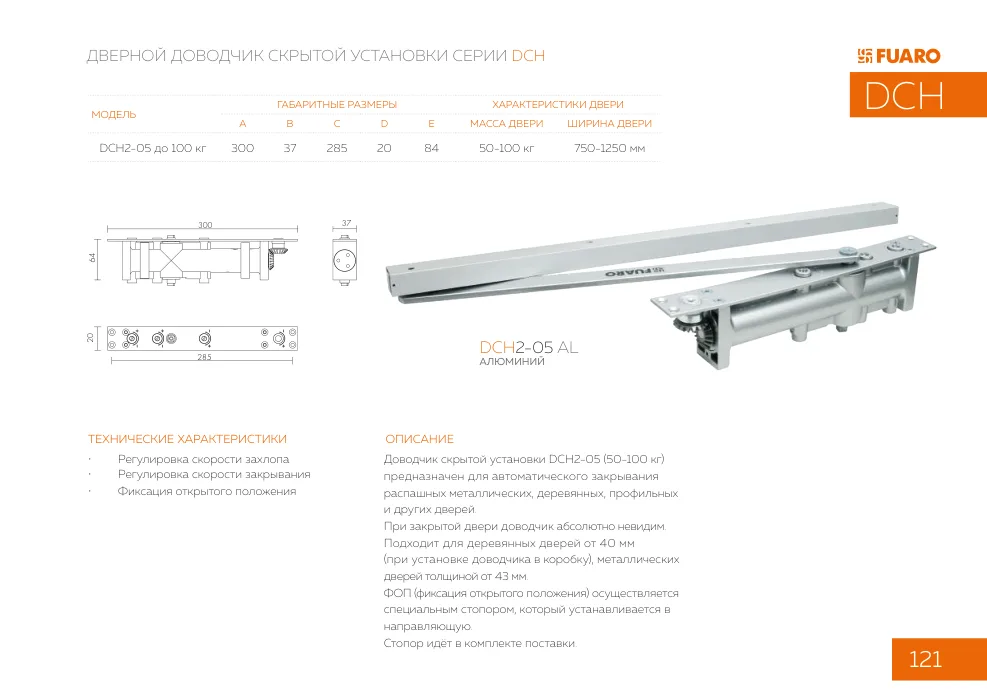 ДВЕРНОЙ ДОВОДЧИК СКРЫТОЙ УСТАНОВКИ СЕРИИ DCH
FUARO
DCH
МОДЕЛЬ
ГАБАРИТНЫЕ РАЗМЕРЫ
ХАРАКТЕРИСТИКИ ДВЕРИ
A B C D E МАССА ДВЕРИ ШИРИНА ДВЕРИ
DCH2-05 до 100 кг 300 37 285 20 84 50-100 кг 750-1250 мм
300
37
64
20
285
FUARO
DCH2-05 AL
АЛЮМИНИЙ
ТЕХНИЧЕСКИЕ ХАРАКТЕРИСТИКИ
· Регулировка скорости захлопа
· Регулировка скорости закрывания
· Фиксация открытого положения
ОПИСАНИЕ
Доводчик скрытой установки DCH2-05 (50-100 кг)
предназначен для автоматического закрывания
распашных металлических, деревянных, профильных
и других дверей.
При закрытой двери доводчик абсолютно невидим.
Подходит для деревянных дверей от 40 мм
(при установке доводчика в коробку), металлических
дверей толщиной от 43 мм.
ФОП (фиксация открытого положения) осуществляется
специальным стопором, который устанавливается в
направляющую.
Стопор идёт в комплекте поставки.
121